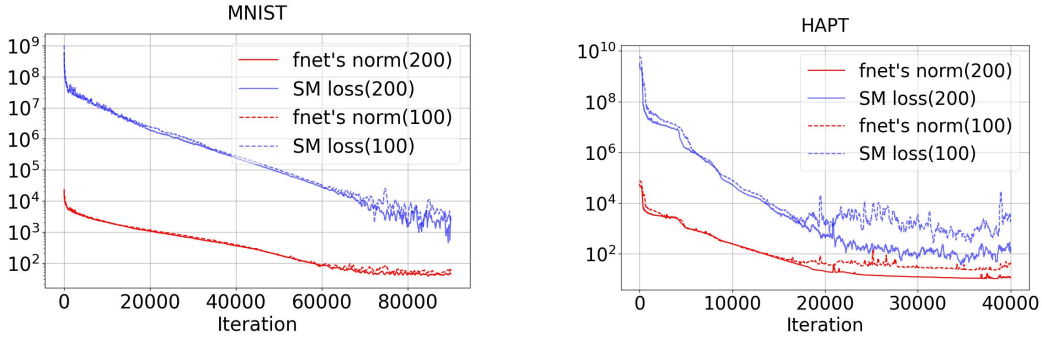 MNIST
10^9
10^8
10^7
10^6
10^5
10^4
10^3
10^2
fnet's norm(200)
SM loss(200)
fnet's norm(100)
SM loss(100)
0 20000 40000 60000 80000
Iteration
HAPT
10^10
10^8
10^6
10^4
10^2
fnet's norm(200)
SM loss(200)
fnet's norm(100)
SM loss(100)
0 10000 20000 30000 40000
Iteration